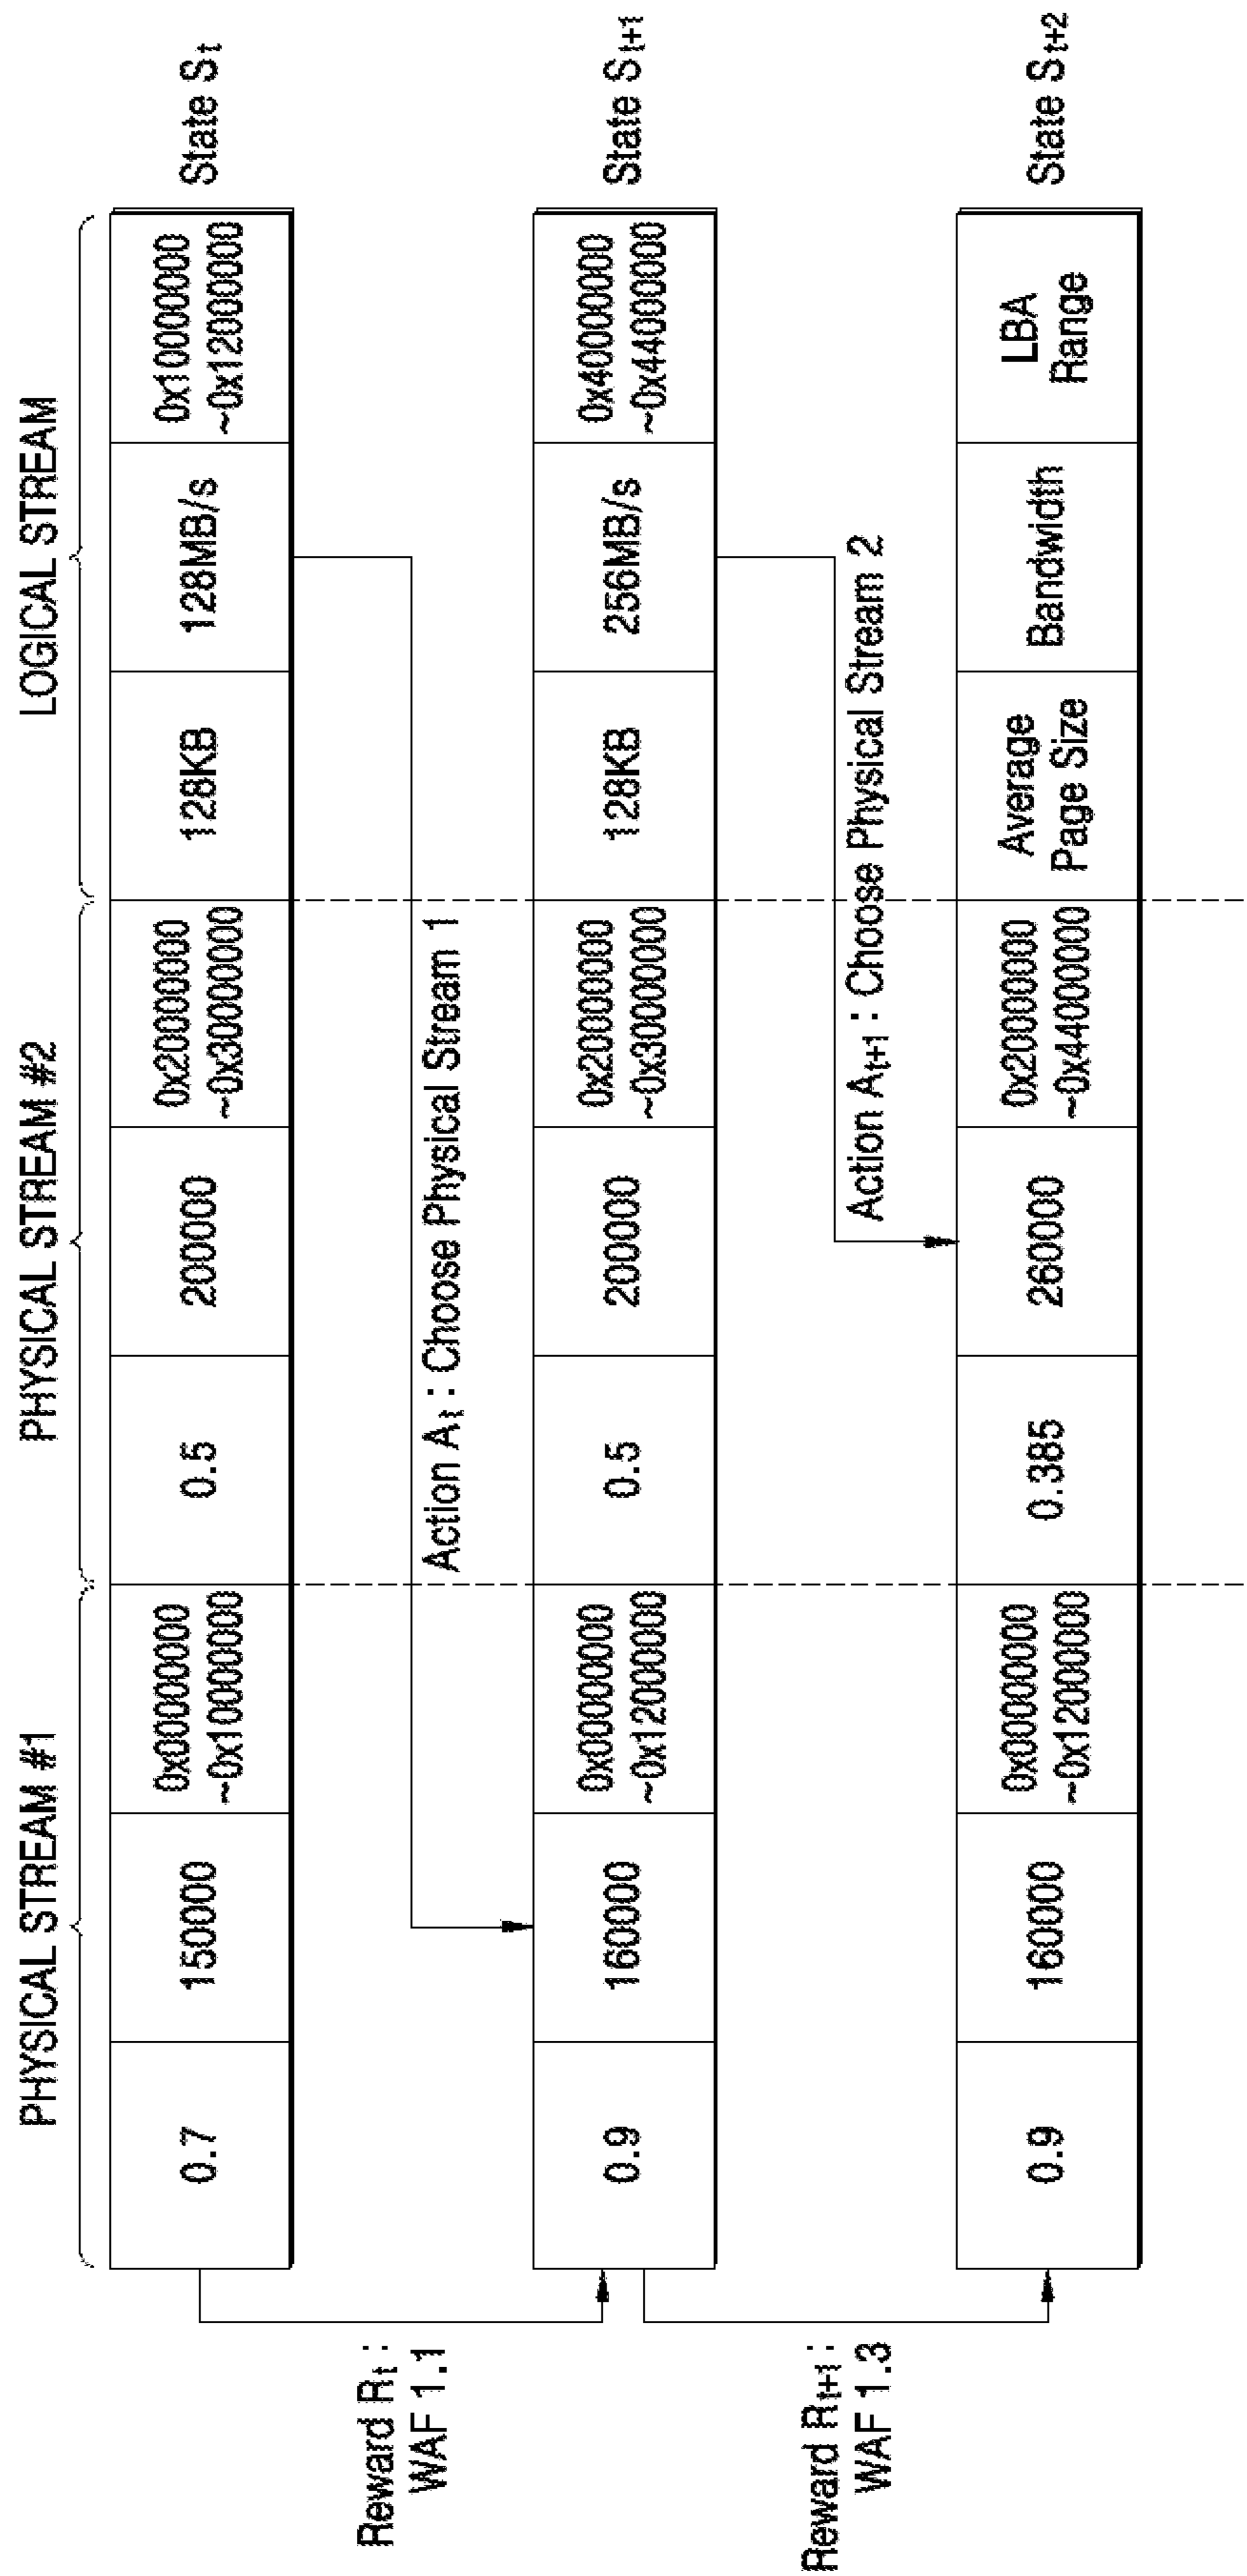 PHYSICAL STREAM #1
PHYSICAL STREAM #2
LOGICAL STREAM
0.7
150000
0x00000000
~0x10000000
0.5
200000
0x20000000
~0x30000000
128KB
128MB/s
0x10000000
~0x12000000
State St
Reward Rt :
WAF 1.1
Action At : Choose Physical Stream 1
0.9
160000
0x00000000
~0x12000000
0.5
200000
0x20000000
~0x30000000
128KB
256MB/s
0x40000000
~0x44000000
State St+1
Reward Rt+1 :
WAF 1.3
Action At+1 : Choose Physical Stream 2
0.9
160000
0x00000000
~0x12000000
0.385
260000
0x20000000
~0x44000000
Average
Page Size
Bandwidth
LBA
Range
State St+2